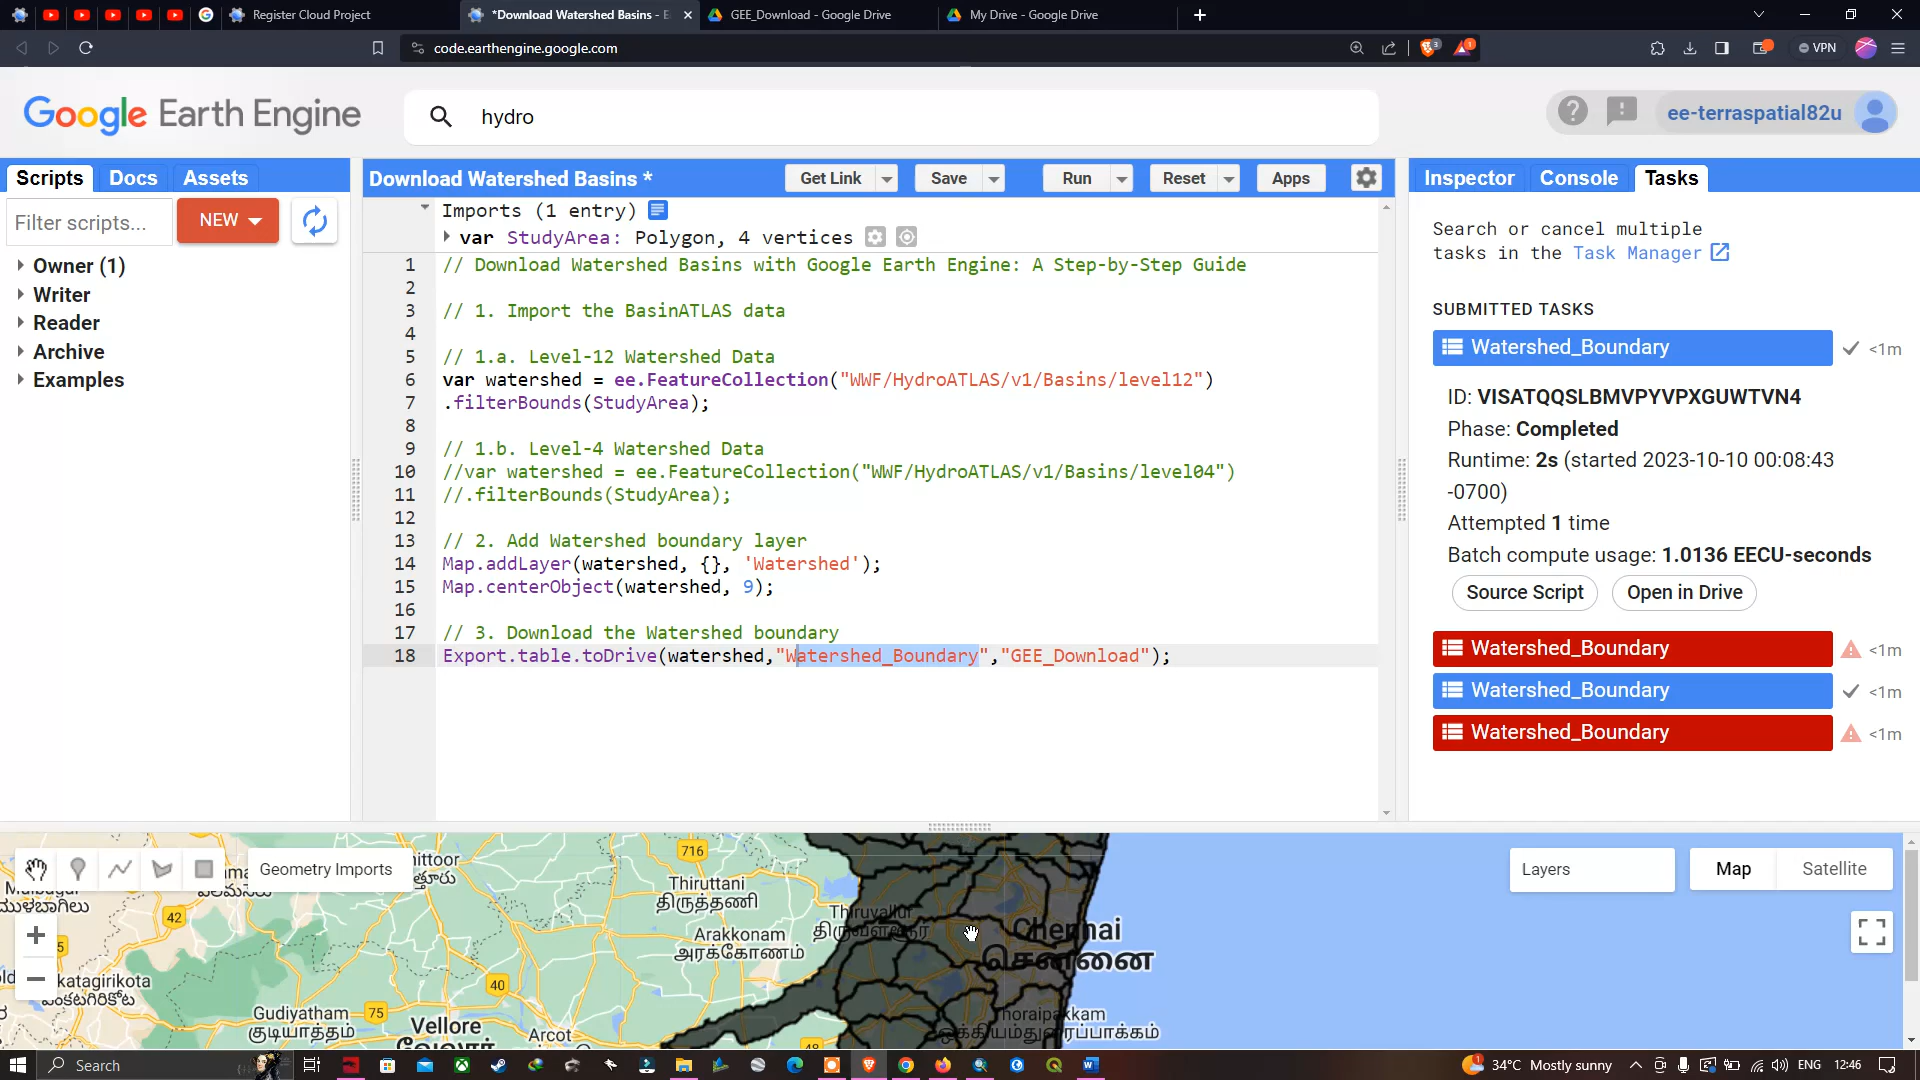 Register Cloud Project
*Download Watershed Basins - E
GEE_Download - Google Drive
My Drive - Google Drive
code.earthengine.google.com
VPN
Google Earth Engine
hydro
ee-terraspatial82u
Scripts
Docs
Assets
Filter scripts...
NEW
Owner (1)
Writer
Reader
Archive
Examples
Download Watershed Basins *
Get Link
Save
Run
Reset
Apps
Imports (1 entry)
var StudyArea: Polygon, 4 vertices
1 // Download Watershed Basins with Google Earth Engine: A Step-by-Step Guide
2
3 // 1. Import the BasinATLAS data
4
5 // 1.a. Level-12 Watershed Data
6 var watershed = ee.FeatureCollection("WWF/HydroATLAS/v1/Basins/level12")
7 .filterBounds(StudyArea);
8
9 // 1.b. Level-4 Watershed Data
10 //var watershed = ee.FeatureCollection("WWF/HydroATLAS/v1/Basins/level04")
11 //.filterBounds(StudyArea);
12
13 // 2. Add Watershed boundary layer
14 Map.addLayer(watershed, {}, 'Watershed');
15 Map.centerObject(watershed, 9);
16
17 // 3. Download the Watershed boundary
18 Export.table.toDrive(watershed,"Watershed_Boundary","GEE_Download");
Inspector
Console
Tasks
Search or cancel multiple
tasks in the Task Manager
SUBMITTED TASKS
Watershed_Boundary
<1m
ID: VISATQQSLBMVPYVPXGUWTVN4
Phase: Completed
Runtime: 2s (started 2023-10-10 00:08:43
-0700)
Attempted 1 time
Batch compute usage: 1.0136 EECU-seconds
Source Script
Open in Drive
Watershed_Boundary
<1m
Watershed_Boundary
<1m
Watershed_Boundary
<1m
Geometry Imports
716
Thiruttani
திருத்தணி
42
Arakkonam
அரக்கோணம்
Thiruvallur
Chennai
சென்னை
katagirikota
40
Gudiyatham
குடியாத்தம்
75
Vellore
Arcot
48
Layers
Map
Satellite
Search
34°C Mostly sunny
ENG
12:46